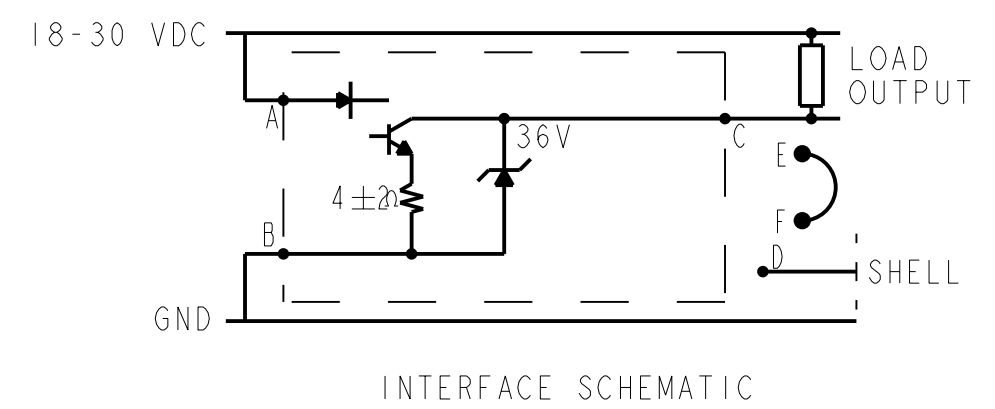 18-30 VDC
LOAD
OUTPUT
A
36V
C
E
4 ±2Ω
F
B
D
SHELL
GND
INTERFACE SCHEMATIC